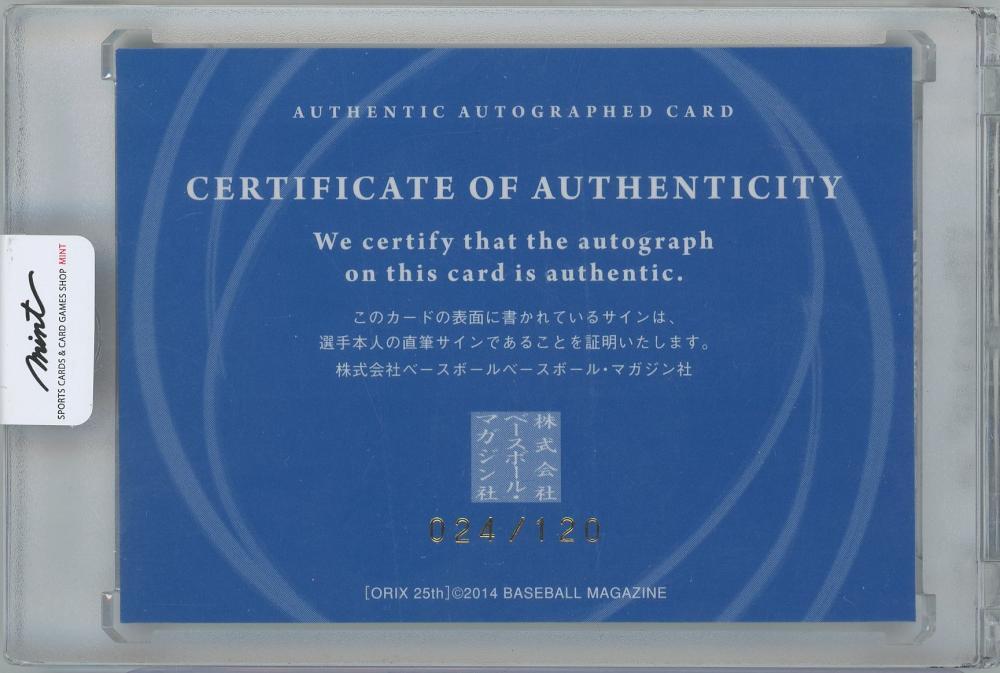 AUTHENTIC AUTOGRAPHED CARD
CERTIFICATE OF AUTHENTICITY
We certify that the autograph
on this card is authentic.
このカードの表面に書かれているサインは、
選手本人の直筆サインであることを証明いたします。
株式会社ベースボールベースボール・マガジン社
株式会社
ベースボール・
マガジン社
024/120
[ORIX 25th]©2014 BASEBALL MAGAZINE
mint
SPORTS CARDS & CARD GAMES SHOP MINT